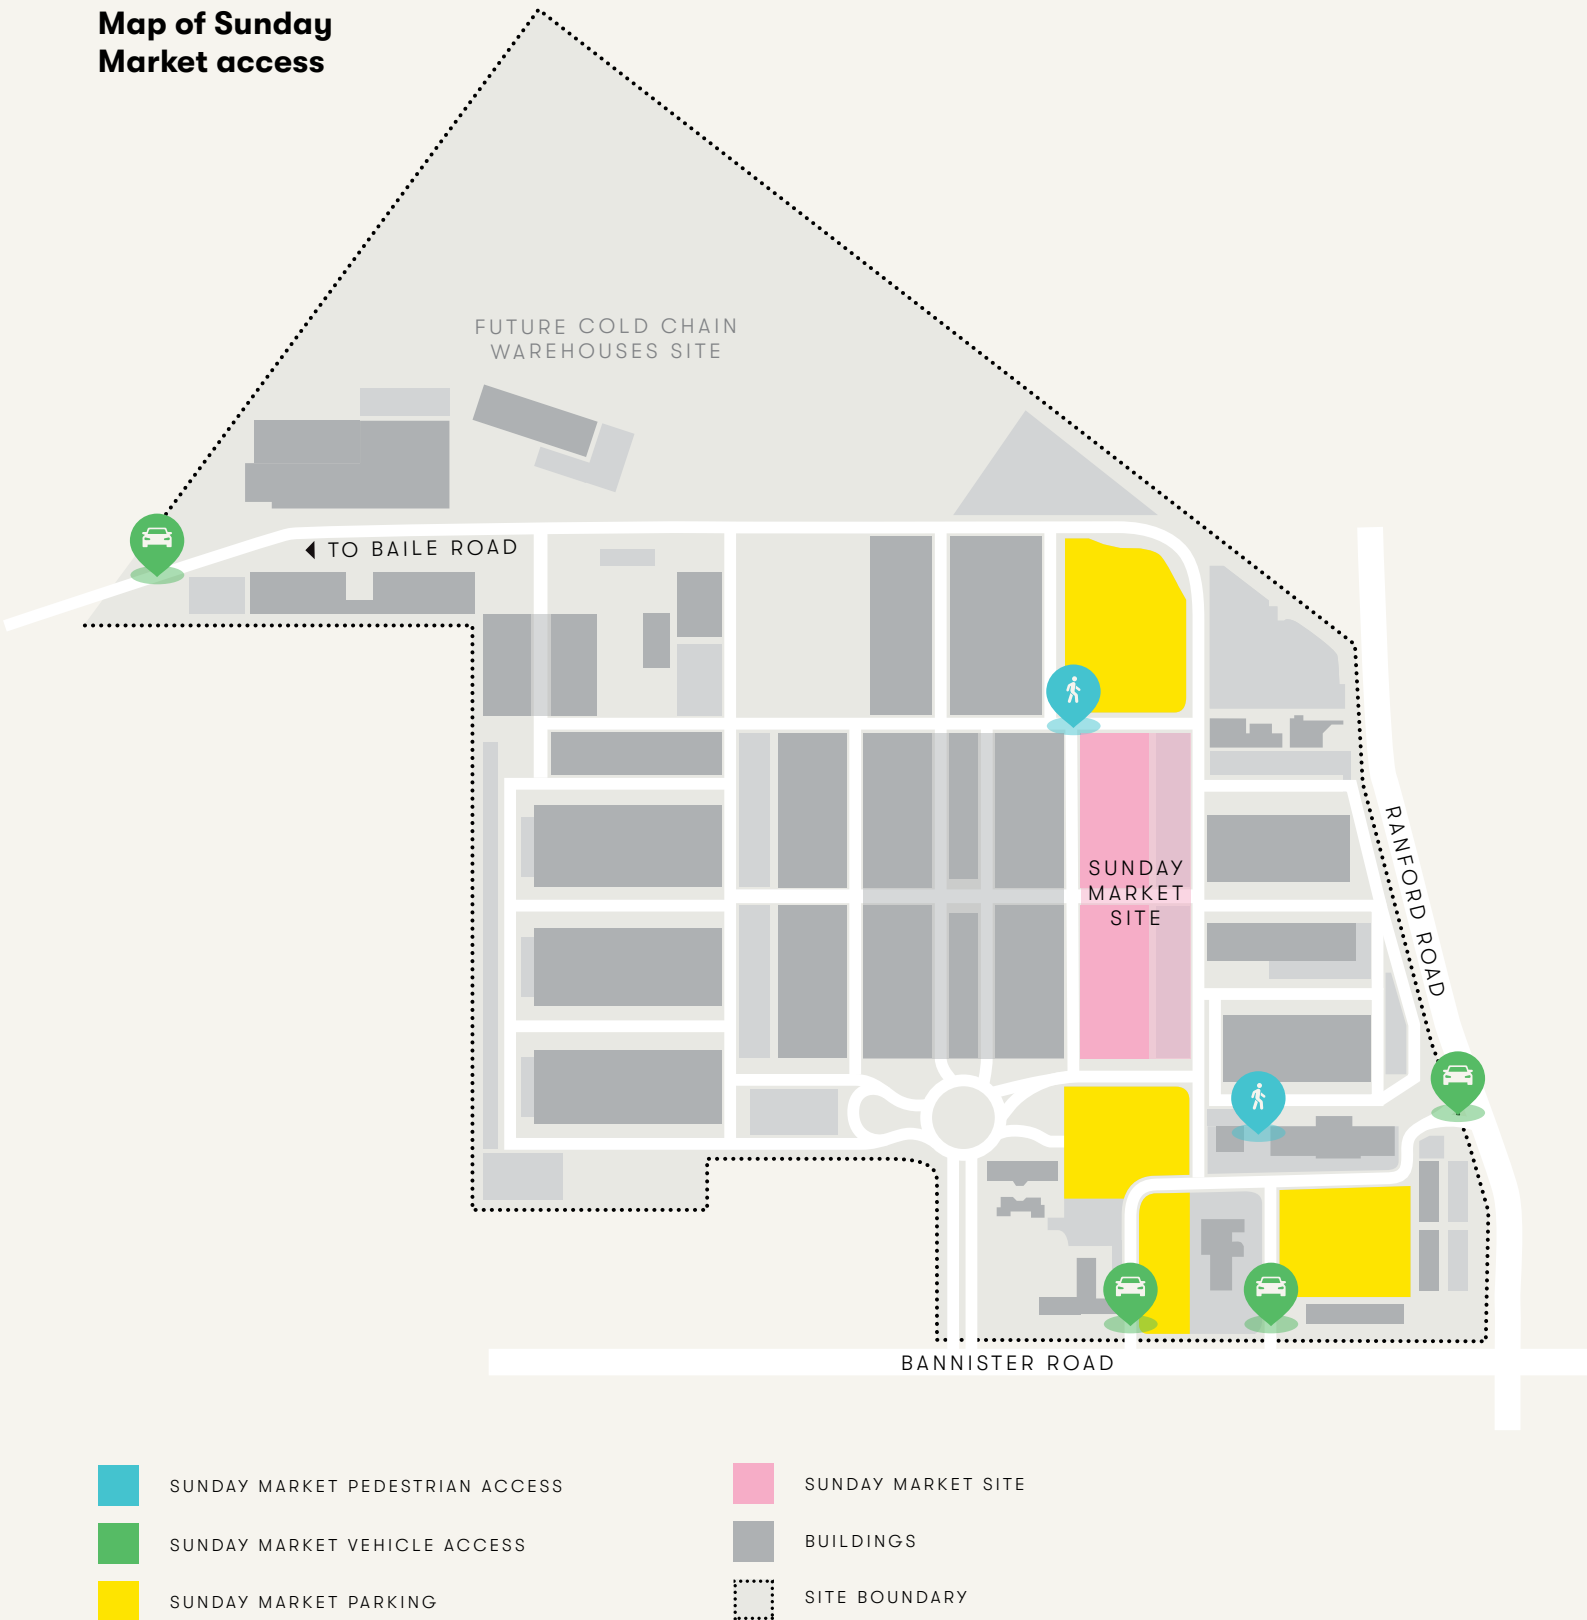 Map of Sunday
Market access
FUTURE COLD CHAIN
WAREHOUSES SITE
TO BAILE ROAD
SUNDAY
MARKET
SITE
RANFORD ROAD
BANNISTER ROAD
SUNDAY MARKET PEDESTRIAN ACCESS
SUNDAY MARKET VEHICLE ACCESS
SUNDAY MARKET PARKING
SUNDAY MARKET SITE
BUILDINGS
SITE BOUNDARY